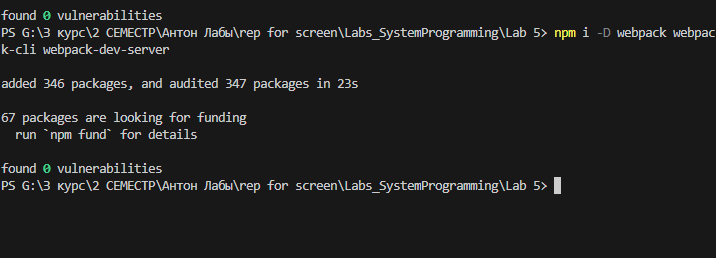 found 0 vulnerabilities
PS G:\3 курс\2 СЕМЕСТР\Антон Лабы\rep for screen\Labs_SystemProgramming\Lab 5> npm i -D webpack webpac
k-cli webpack-dev-server

added 346 packages, and audited 347 packages in 23s

67 packages are looking for funding
  run `npm fund` for details

found 0 vulnerabilities
PS G:\3 курс\2 СЕМЕСТР\Антон Лабы\rep for screen\Labs_SystemProgramming\Lab 5>